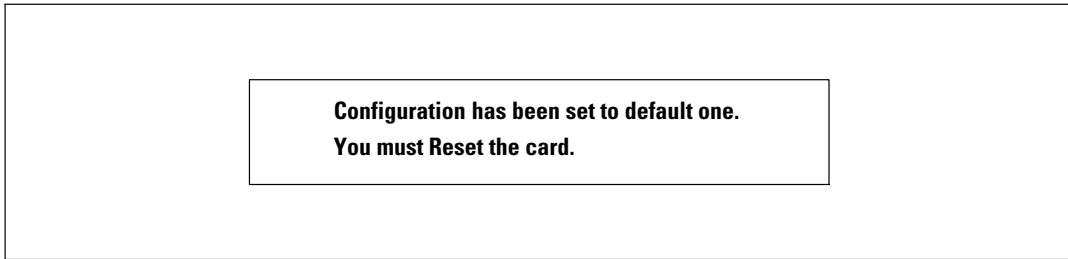 Configuration has been set to default one.
You must Reset the card.